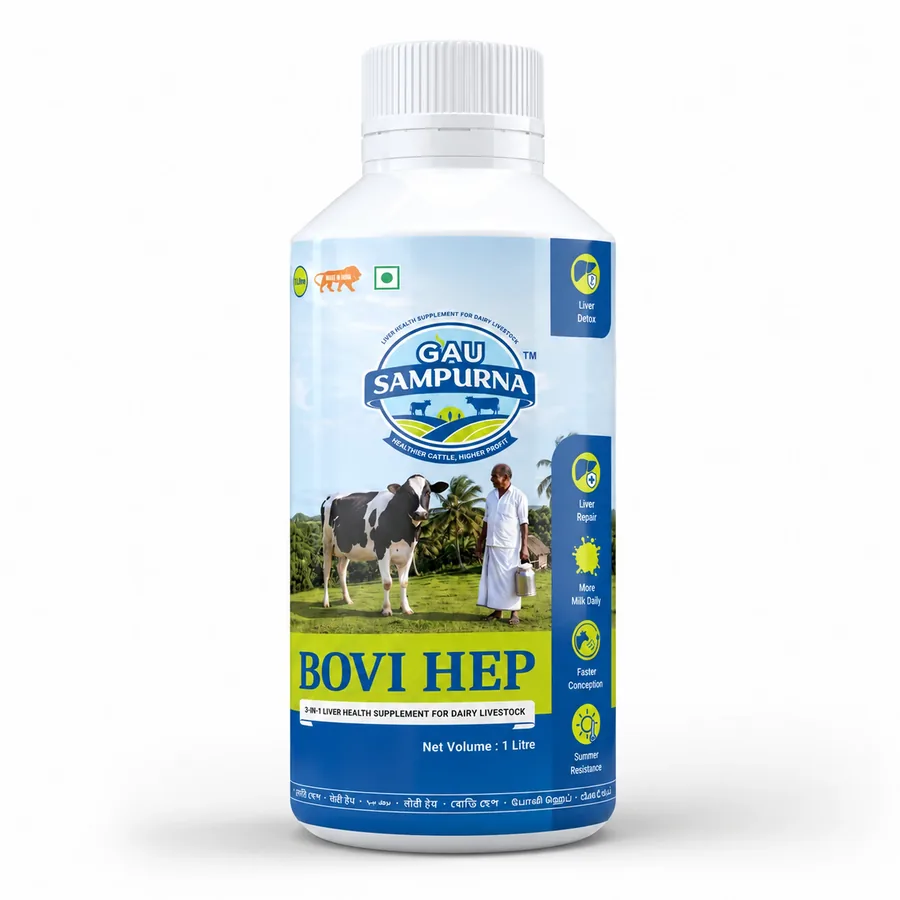 1 Litre
MAKE IN INDIA
LIVER HEALTH SUPPLEMENT FOR DAIRY LIVESTOCK
GAU
SAMPURNA
TM
HEALTHIER CATTLE, HIGHER PROFIT
Liver
Detox
Liver
Repair
More
Milk Daily
Faster
Conception
Summer
Resistance
BOVI HEP
3-IN-1 LIVER HEALTH SUPPLEMENT FOR DAIRY LIVESTOCK
Net Volume : 1 Litre